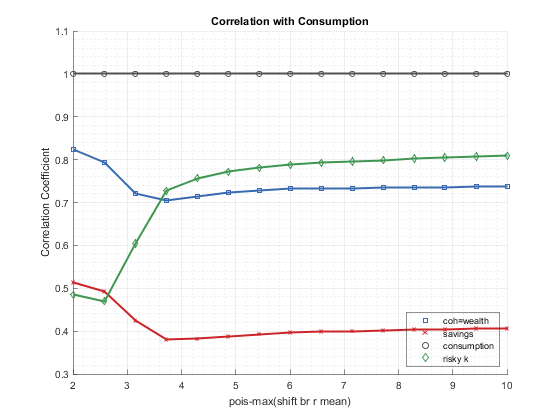 Correlation with Consumption
1.1
1
0.9
0.8
0.7
0.6
0.5
0.4
0.3
Correlation Coefficient
coh=wealth
savings
consumption
risky k
2 3 4 5 6 7 8 9 10
pois-max(shift br r mean)